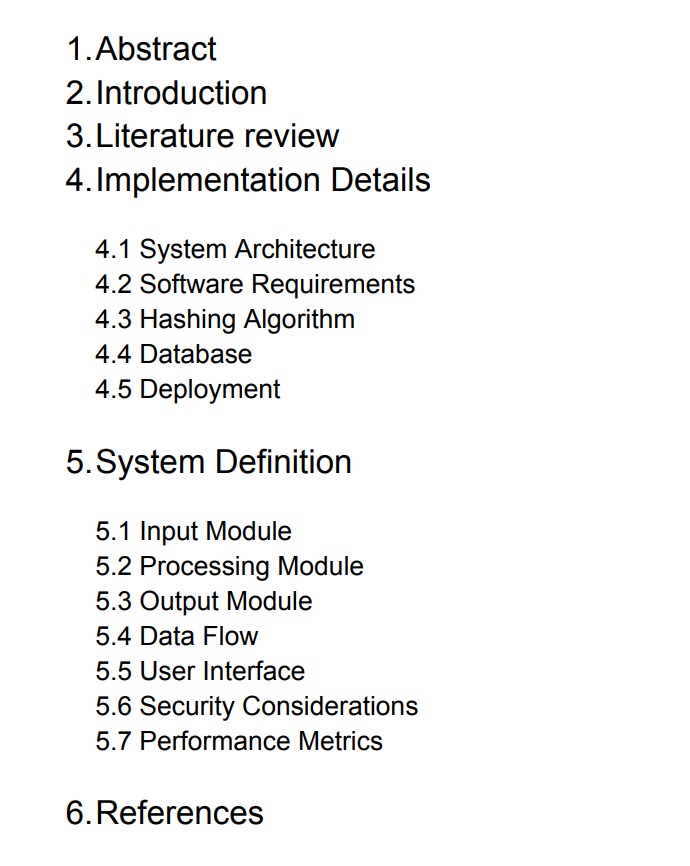 1.Abstract
2.Introduction
3.Literature review
4.Implementation Details
4.1 System Architecture
4.2 Software Requirements
4.3 Hashing Algorithm
4.4 Database
4.5 Deployment
5.System Definition
5.1 Input Module
5.2 Processing Module
5.3 Output Module
5.4 Data Flow
5.5 User Interface
5.6 Security Considerations
5.7 Performance Metrics
6.References